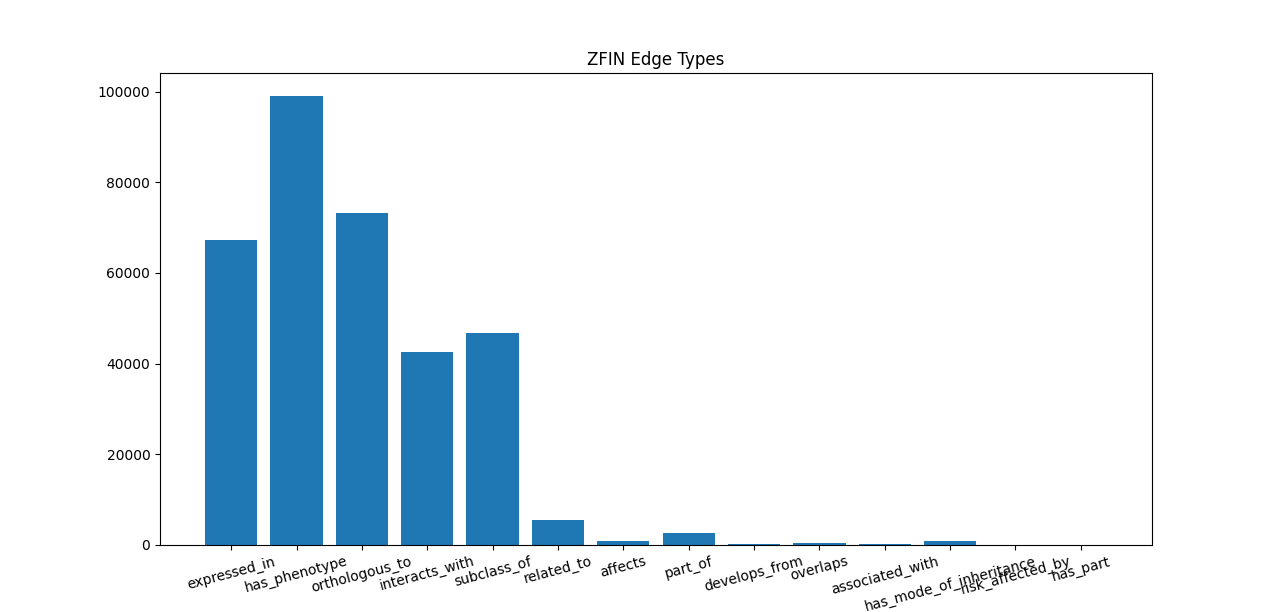 ZFIN Edge Types
100000
80000
60000
40000
20000
0
expressed_in
has_phenotype
orthologous_to
interacts_with
subclass_of
related_to
affects
part_of
develops_from
overlaps
associated_with
has_mode_of_inheritance
risk_affected_by
has_part